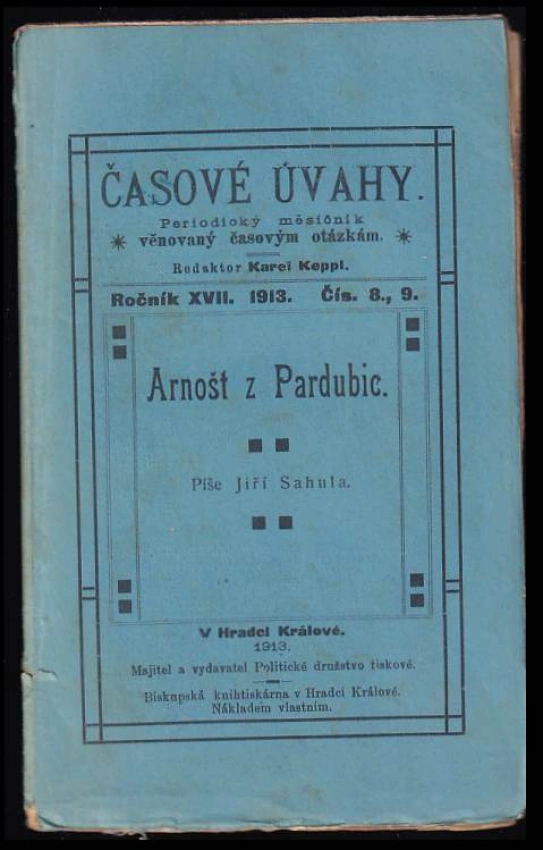 ČASOVÉ ÚVAHY.
Periodický měsíčník
* věnovaný časovým otázkám. *
Redaktor Karel Keppl.
Ročník XVII. 1913. Čís. 8., 9.
Arnošt z Pardubic.
Píše Jiří Sahula.
V Hradci Králové.
1913.
Majitel a vydavatel Politické družstvo tiskové.
Biskupská knihtiskárna v Hradci Králové.
Nákladem vlastním.